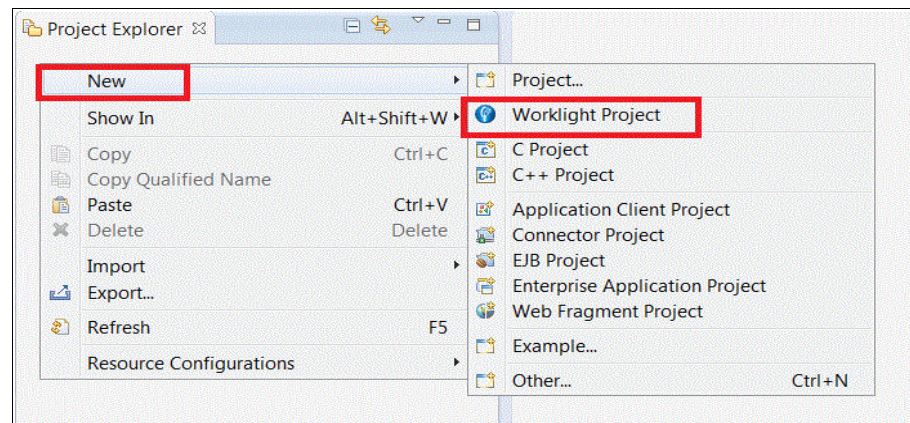 Project Explorer
New
Show In Alt+Shift+W
Copy Ctrl+C
Copy Qualified Name
Paste Ctrl+V
Delete Delete
Import
Export...
Refresh F5
Resource Configurations
Project...
Worklight Project
C Project
C++ Project
Application Client Project
Connector Project
EJB Project
Enterprise Application Project
Web Fragment Project
Example...
Other... Ctrl+N